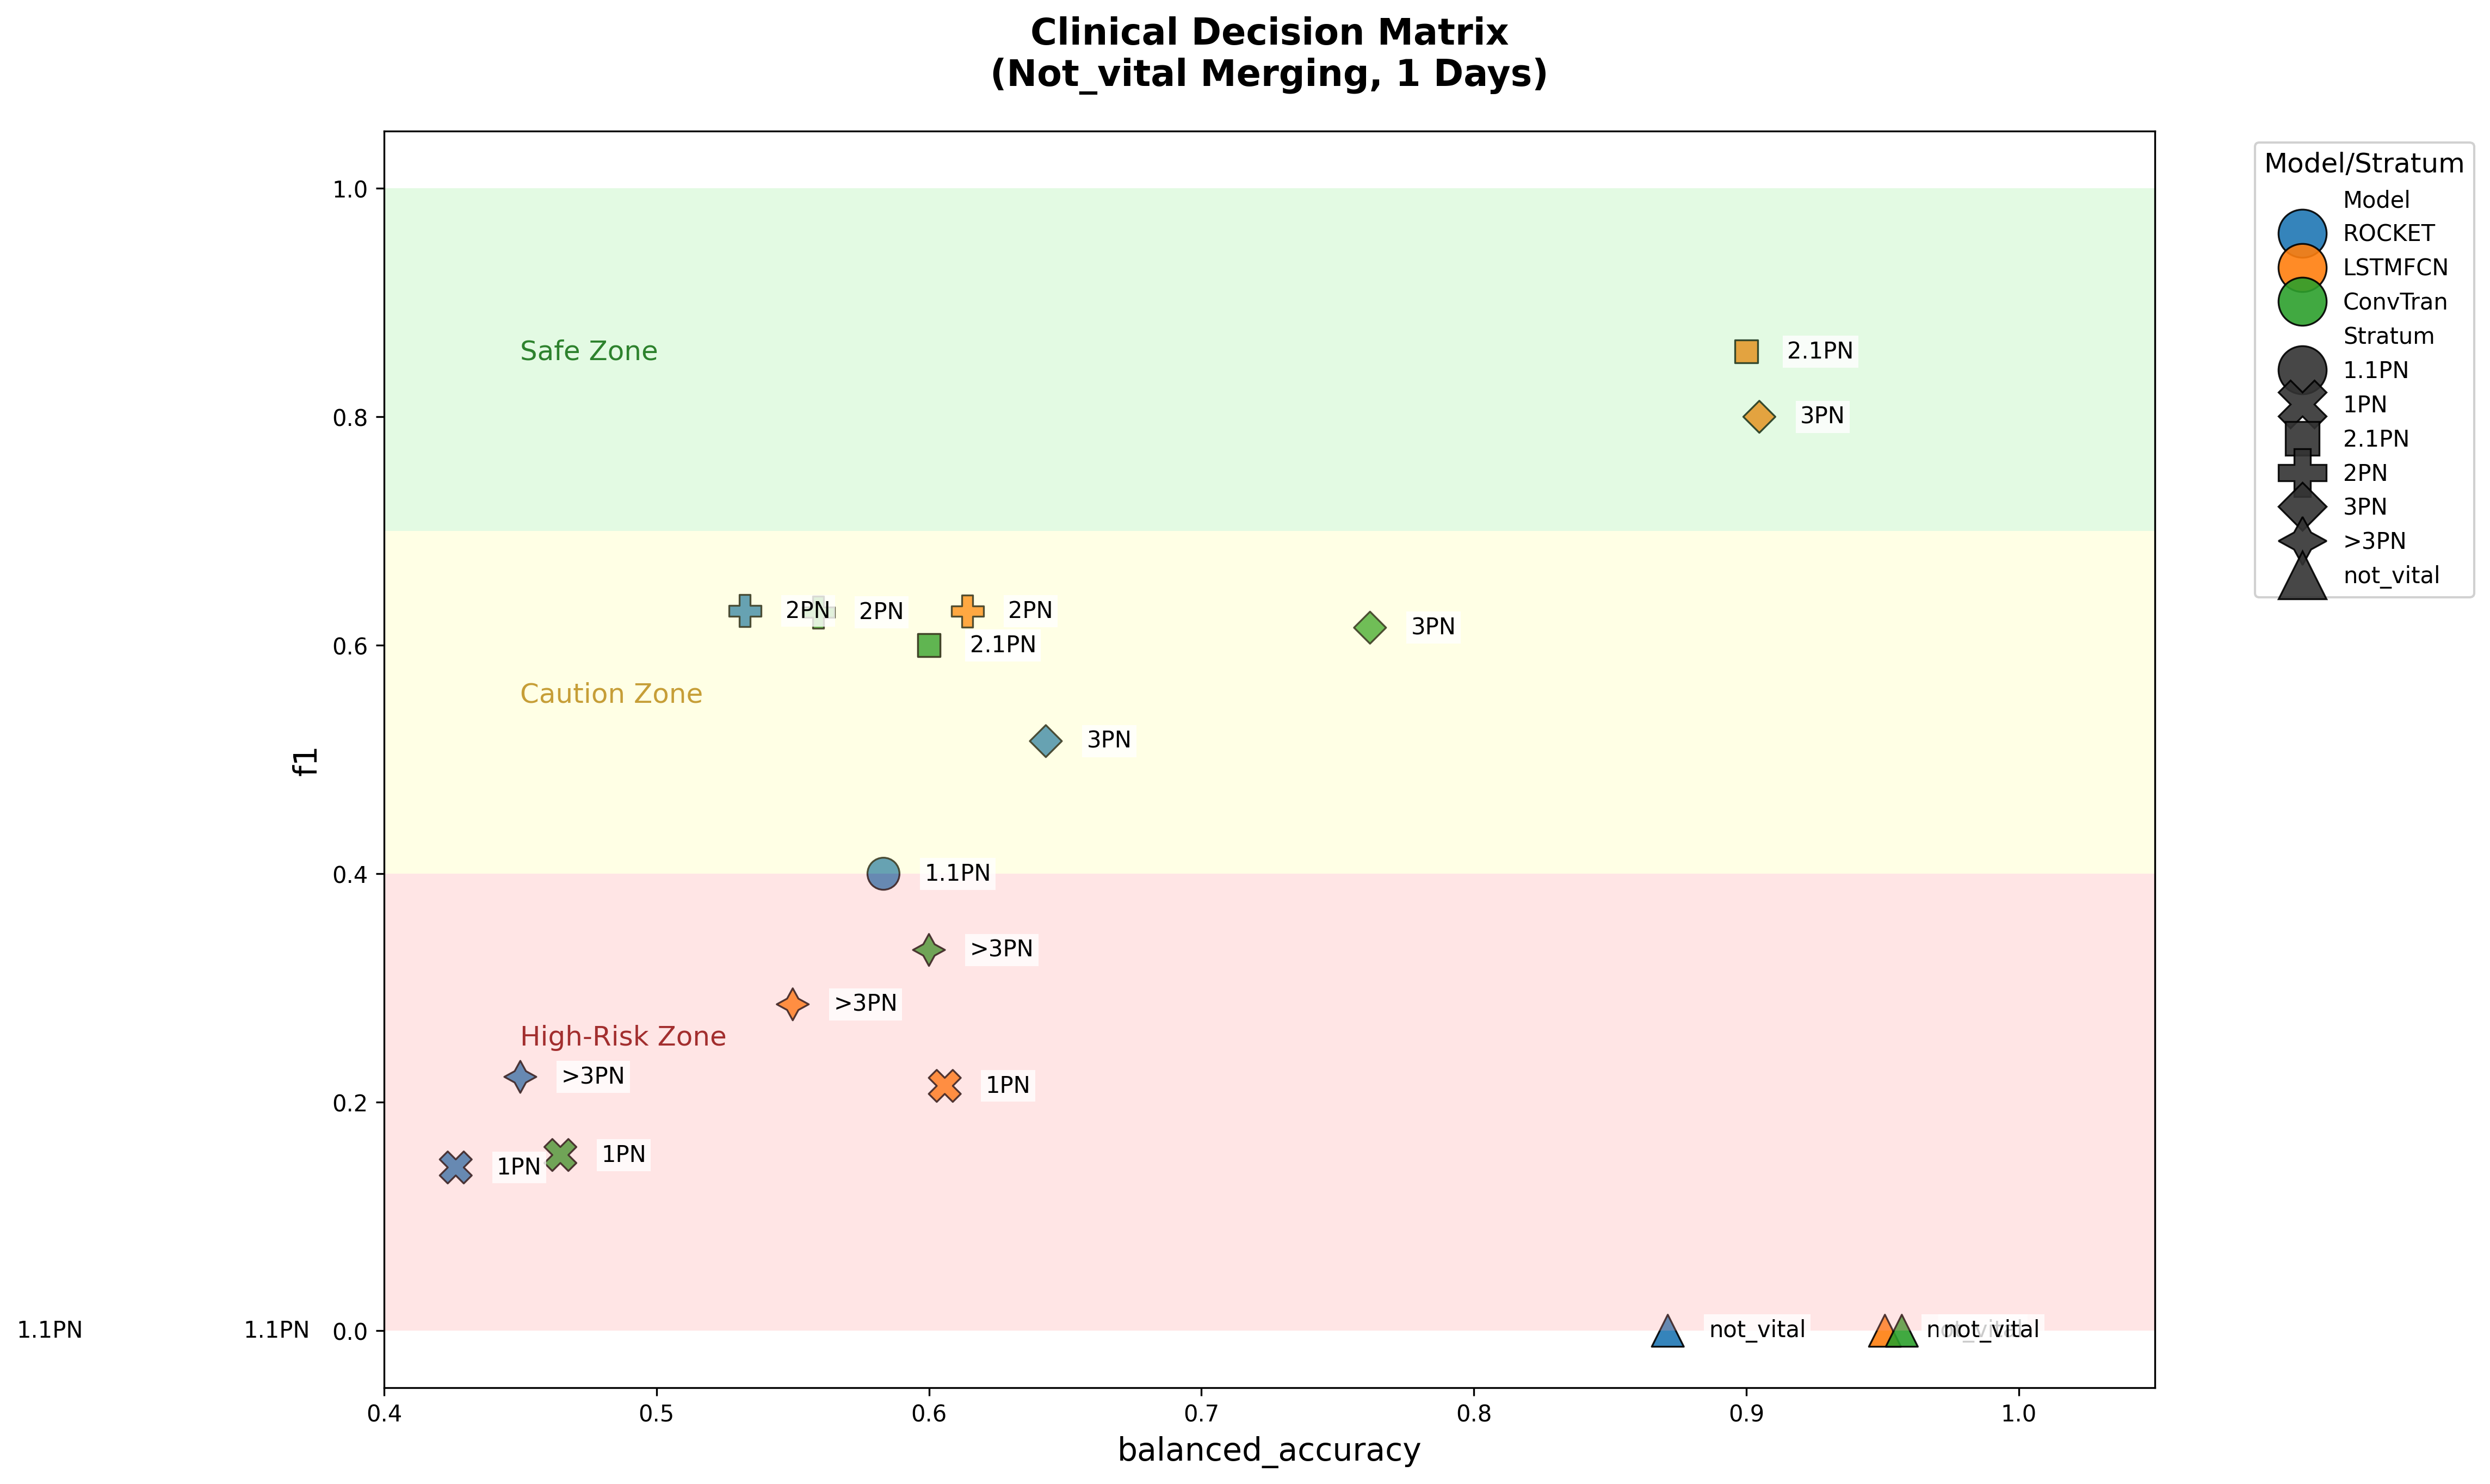 Clinical Decision Matrix
(Not_vital Merging, 1 Days)
f1
1.0
0.8
0.6
0.4
0.2
0.0
Safe Zone
Caution Zone
High-Risk Zone
2.1PN
3PN
2PN
2PN
2PN
2.1PN
3PN
3PN
1.1PN
>3PN
>3PN
>3PN
1PN
1PN
1PN
1.1PN
1.1PN
not_vital
not_vital
not_vital
0.4
0.5
0.6
0.7
0.8
0.9
1.0
balanced_accuracy
Model/Stratum
Model
ROCKET
LSTMFCN
ConvTran
Stratum
1.1PN
1PN
2.1PN
2PN
3PN
>3PN
not_vital